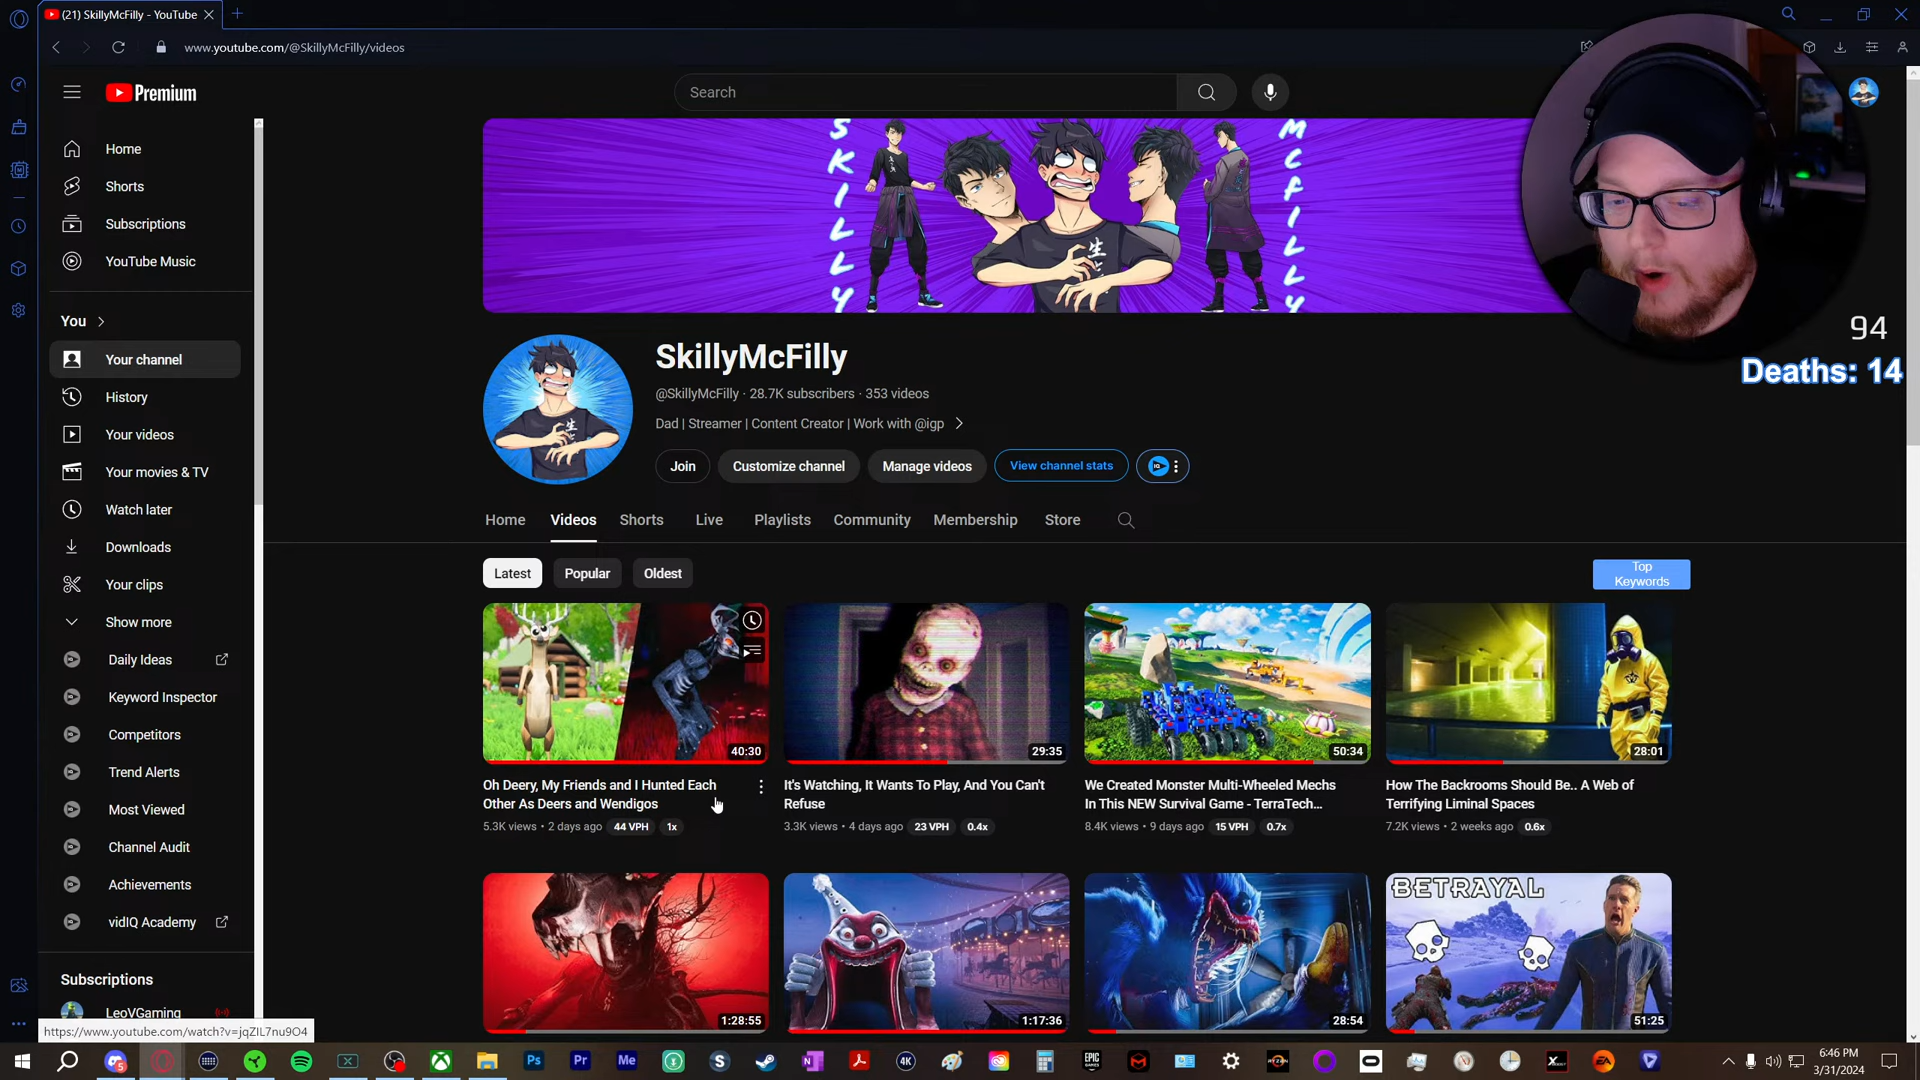 (21) SkillyMcFilly - YouTube
www.youtube.com/@SkillyMcFilly/videos
Premium
Search
Home
Shorts
Subscriptions
YouTube Music
You
Your channel
History
Your videos
Your movies & TV
Watch later
Downloads
Your clips
Show more
Daily Ideas
Keyword Inspector
Competitors
Trend Alerts
Most Viewed
Channel Audit
Achievements
vidIQ Academy
Subscriptions
LeoVGaming
https://www.youtube.com/watch?v=jqZIL7nu9O4
SKILLY
MCFILLY
生
94
Deaths: 14
SkillyMcFilly
@SkillyMcFilly · 28.7K subscribers · 353 videos
Dad | Streamer | Content Creator | Work with @igp
Join
Customize channel
Manage videos
View channel stats
Home
Videos
Shorts
Live
Playlists
Community
Membership
Store
Latest
Popular
Oldest
Top
Keywords
40:30
Oh Deery, My Friends and I Hunted Each
Other As Deers and Wendigos
5.3K views · 2 days ago 44 VPH 1x
29:35
It's Watching, It Wants To Play, And You Can't
Refuse
3.3K views · 4 days ago 23 VPH 0.4x
50:34
We Created Monster Multi-Wheeled Mechs
In This NEW Survival Game - TerraTech...
8.4K views · 9 days ago 15 VPH 0.7x
28:01
How The Backrooms Should Be.. A Web of
Terrifying Liminal Spaces
7.2K views · 2 weeks ago 0.6x
1:28:55
1:17:36
28:54
BETRAYAL
51:25
Ps
Pr
Me
4K
EPIC
GAMES
RYZEN
EA
6:46 PM
3/31/2024